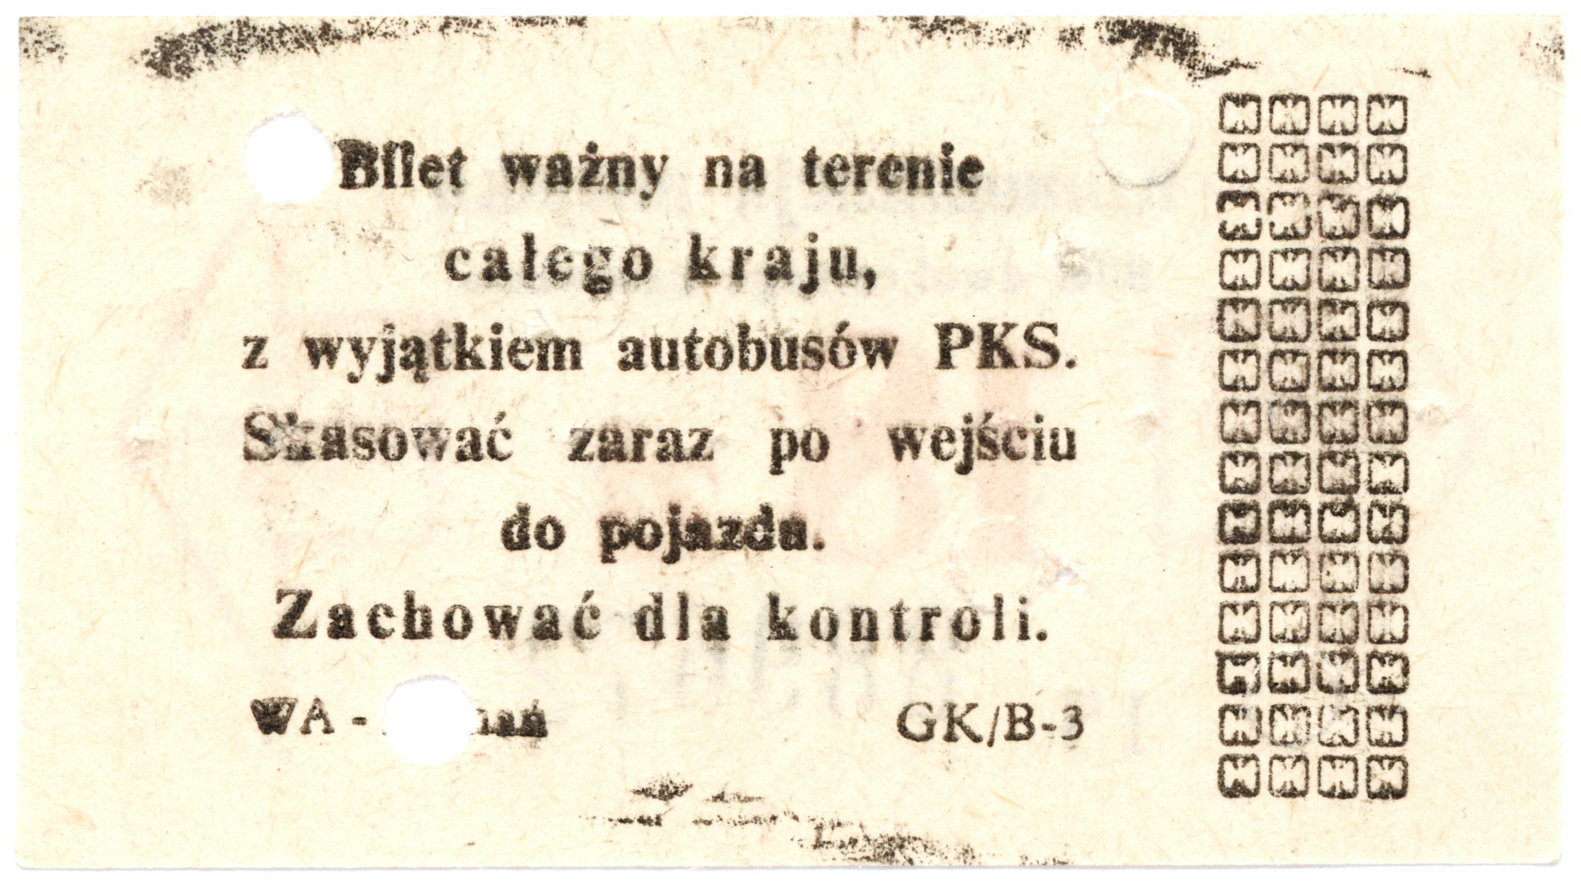 Bilet ważny na terenie
całego kraju,
z wyjątkiem autobusów PKS.
Skasować zaraz po wejściu
do pojazdu.
Zachować dla kontroli.
WA - GK/B-3